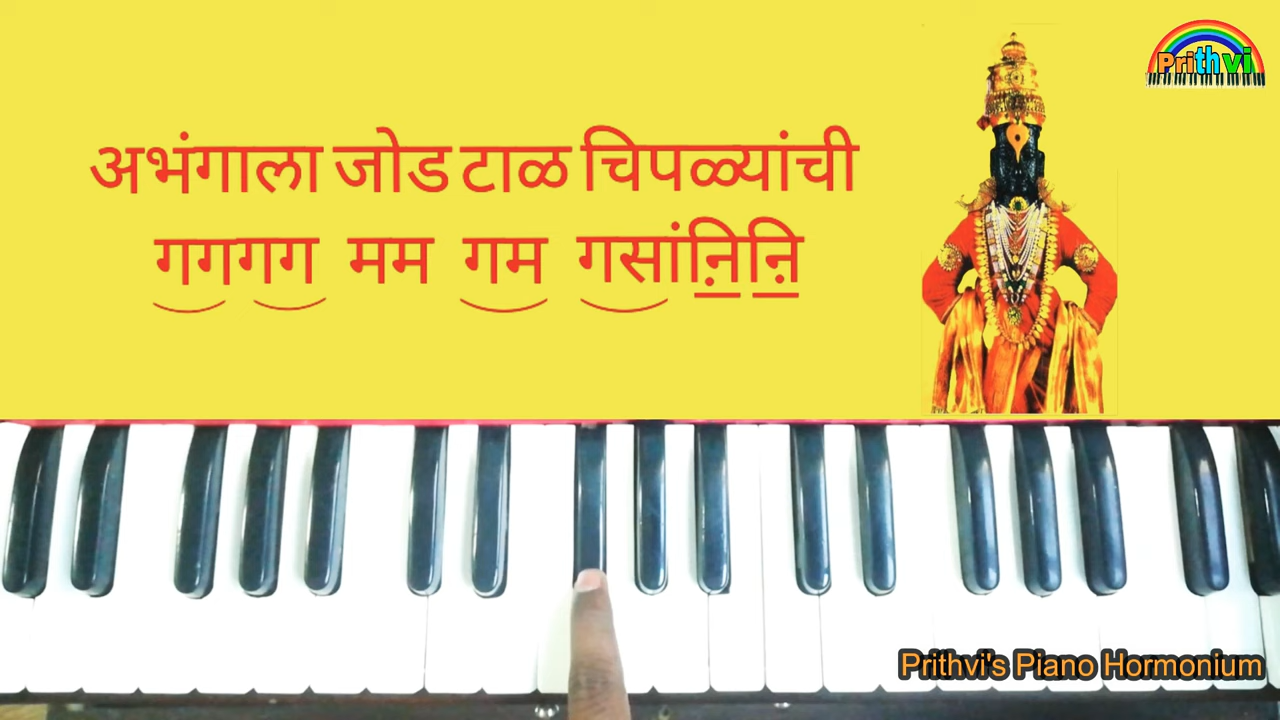 Prithvi
अभंगाला जोड टाळ चिपळ्यांची
गगगग मम गम गसांऩि॒ऩि॒
Prithvi's Piano Hormonium